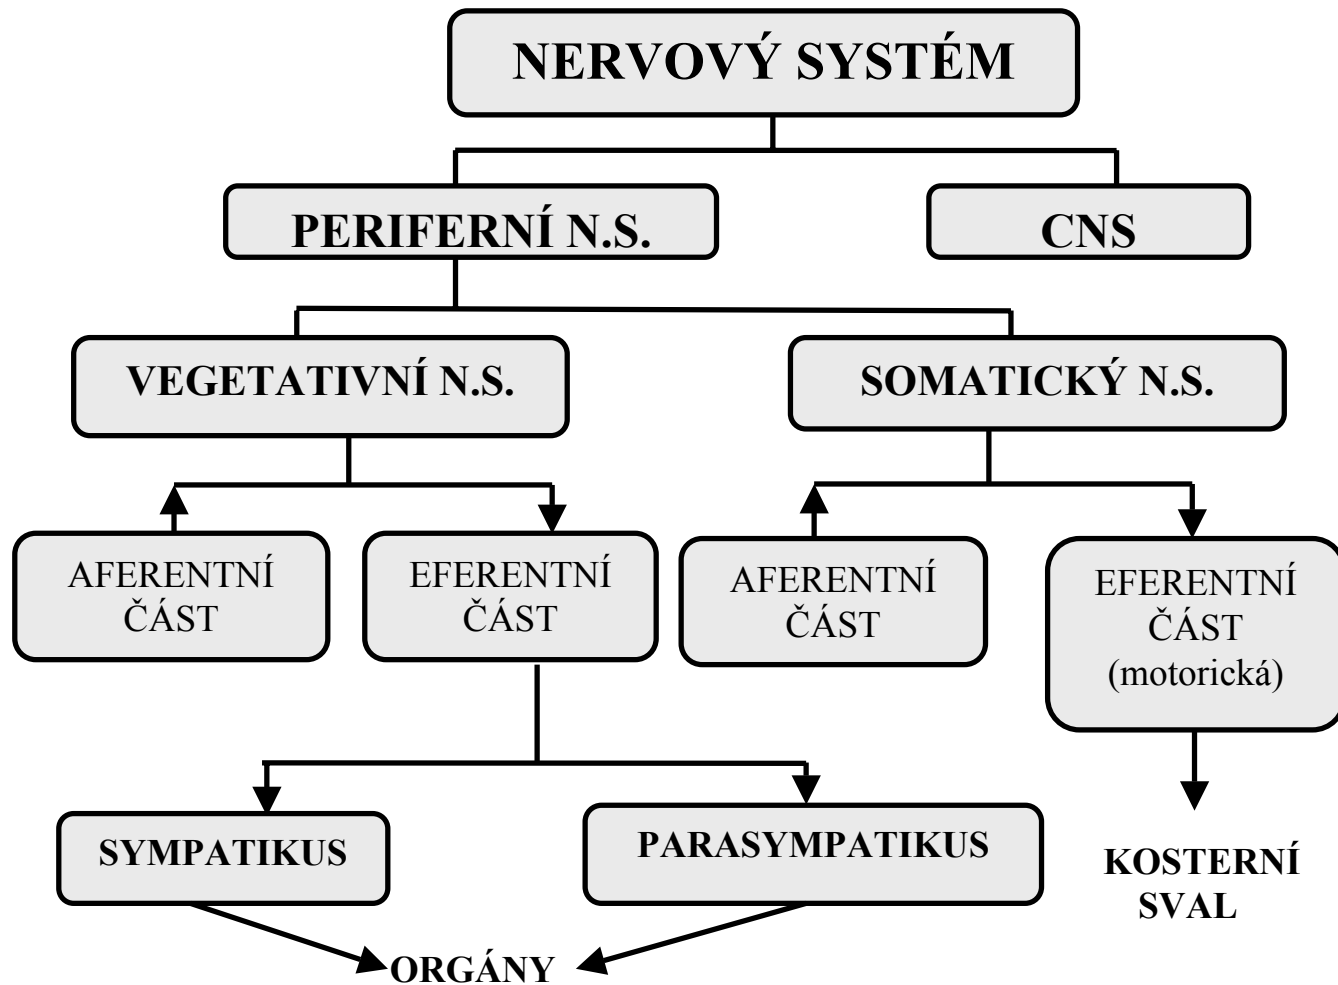 NERVOVÝ SYSTÉM
PERIFERNÍ N.S.
CNS
VEGETATIVNÍ N.S.
SOMATICKÝ N.S.
AFERENTNÍ
ČÁST
EFERENTNÍ
ČÁST
AFERENTNÍ
ČÁST
EFERENTNÍ
ČÁST
(motorická)
SYMPATIKUS
PARASYMPATIKUS
KOSTERNÍ
SVAL
ORGÁNY